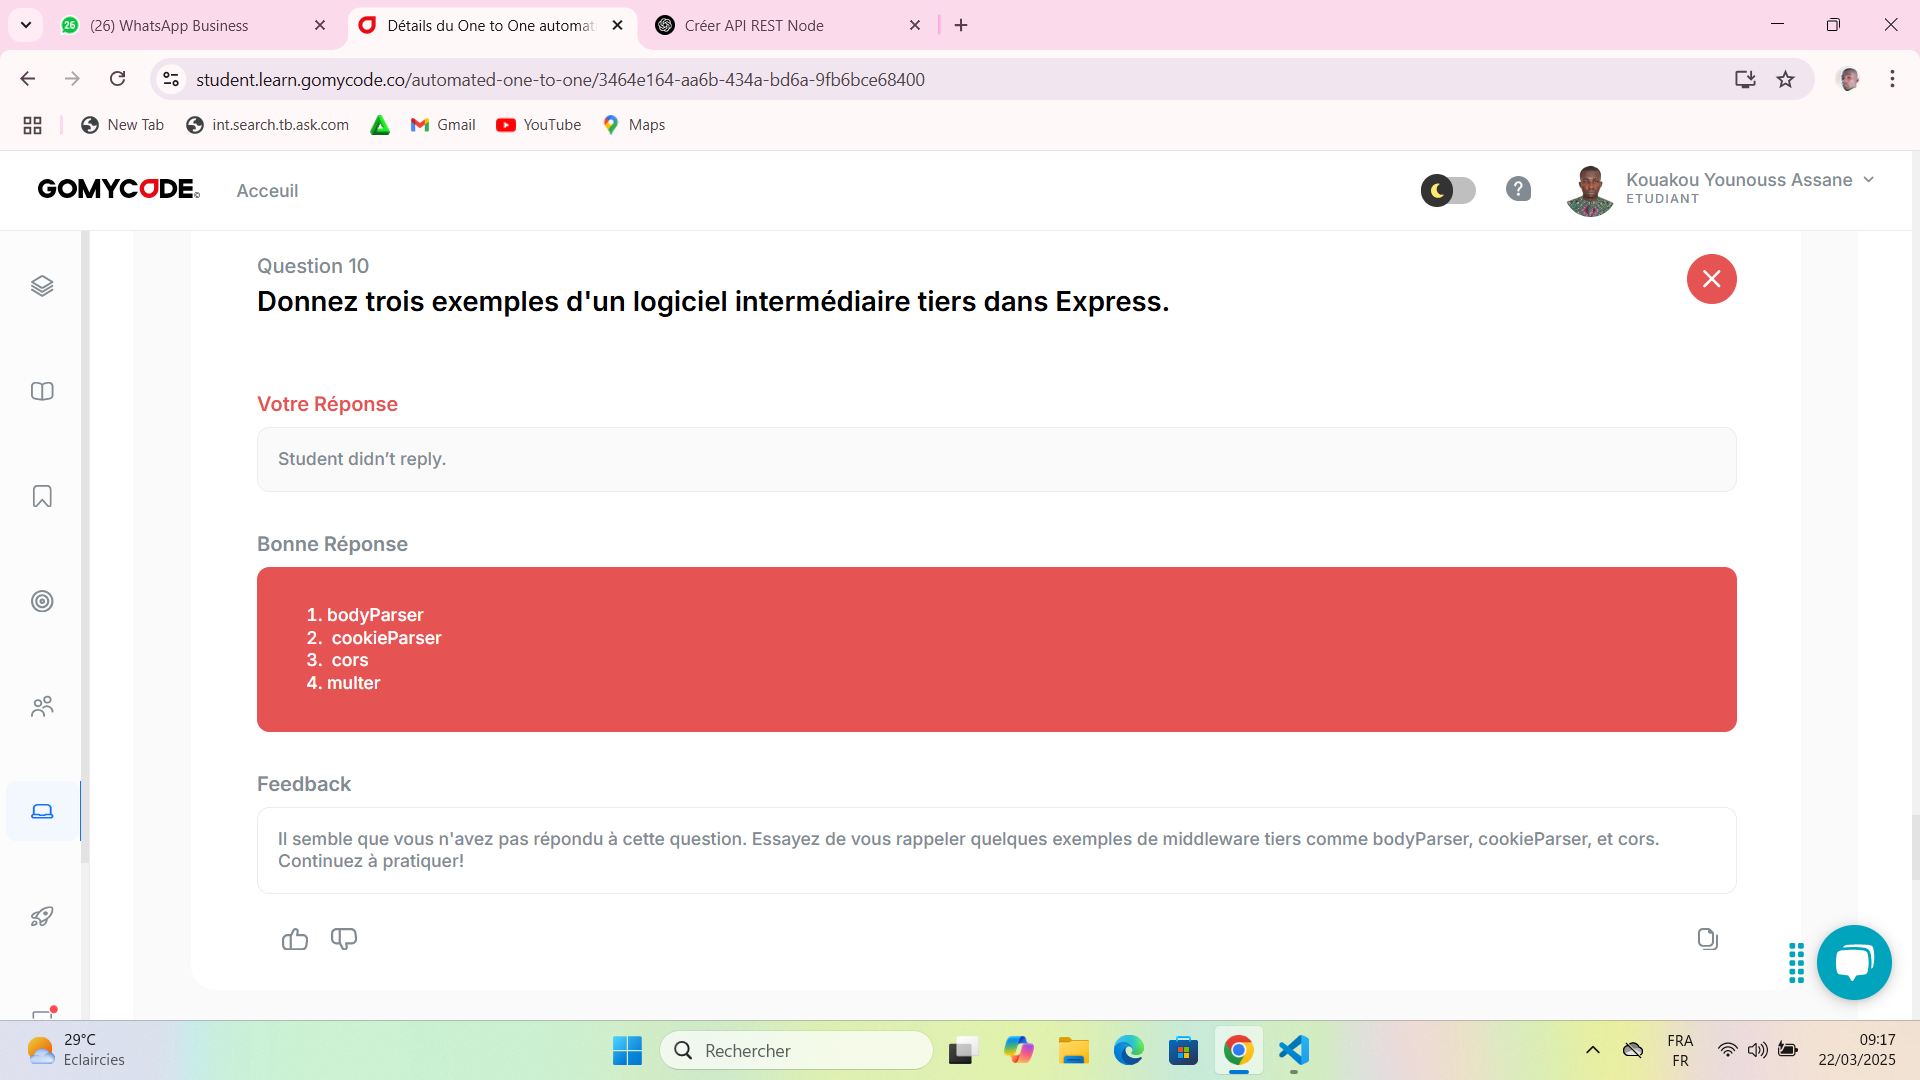 26
(26) WhatsApp Business
Détails du One to One automat
Créer API REST Node
student.learn.gomycode.co/automated-one-to-one/3464e164-aa6b-434a-bd6a-9fb6bce68400
New Tab
int.search.tb.ask.com
Gmail
YouTube
Maps
GOMYCODE
Acceuil
?
Kouakou Younouss Assane
ETUDIANT
Question 10
Donnez trois exemples d'un logiciel intermédiaire tiers dans Express.
Votre Réponse
Student didn’t reply.
Bonne Réponse
1. bodyParser
2. cookieParser
3. cors
4. multer
Feedback
Il semble que vous n'avez pas répondu à cette question. Essayez de vous rappeler quelques exemples de middleware tiers comme bodyParser, cookieParser, et cors.
Continuez à pratiquer!
29°C
Eclaircies
Rechercher
FRA
FR
09:17
22/03/2025